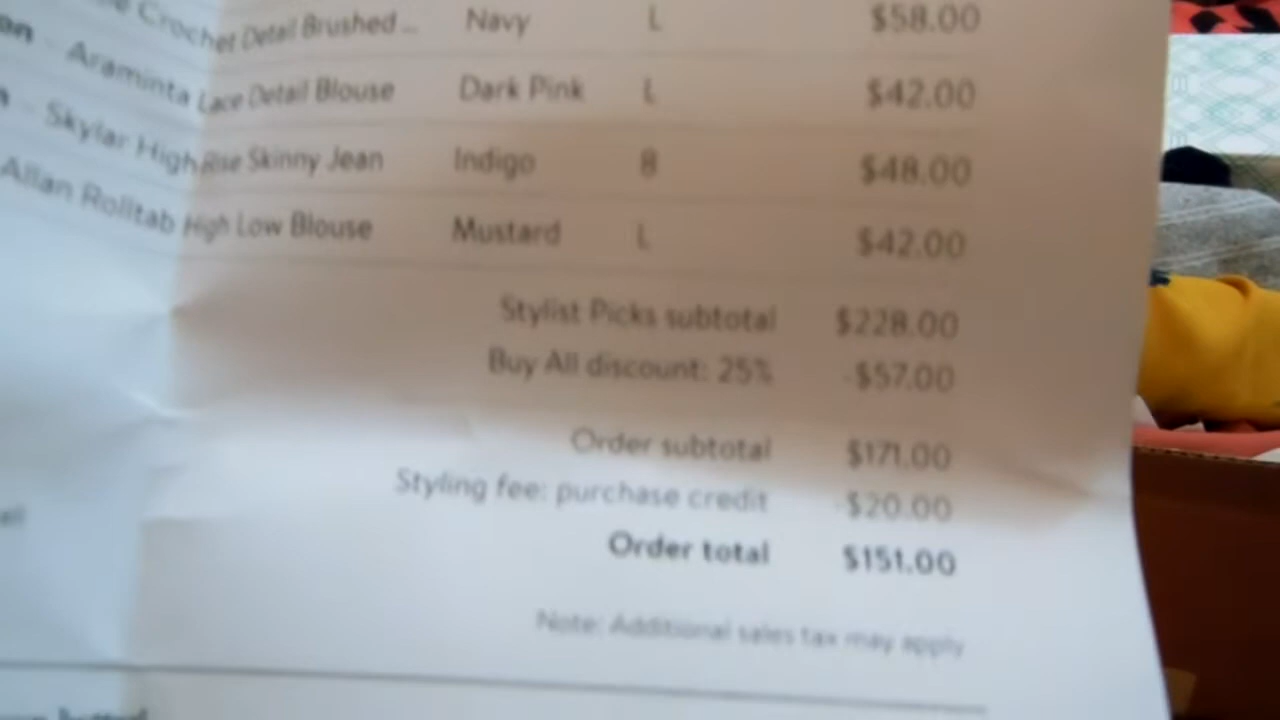 Crochet Detail Brushed... Navy L $58.00
Araminta Lace Detail Blouse Dark Pink L $42.00
Skylar High Rise Skinny Jean Indigo 8 $48.00
Allan Rolltab High Low Blouse Mustard L $42.00
Stylist Picks subtotal $228.00
Buy All discount: 25% -$57.00
Order subtotal $171.00
Styling fee: purchase credit -$20.00
Order total $151.00
Note: Additional sales tax may apply